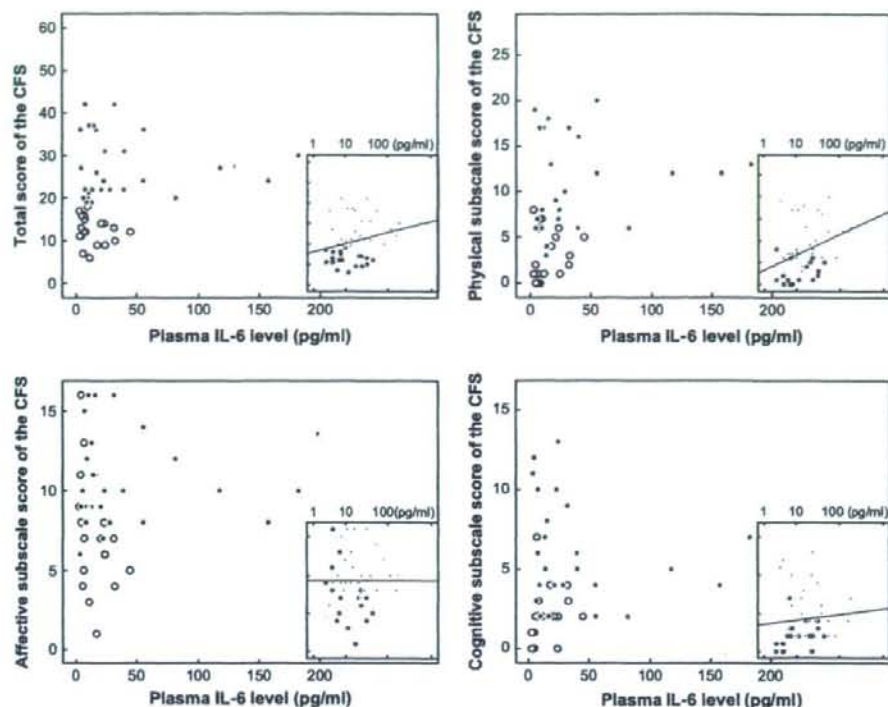 60
50
40
30
20
10
0
Total score of the CFS
1 10 100 (pg/ml)
0 50 100 150 200
Plasma IL-6 level (pg/ml)
25
20
15
10
5
0
Physical subscale score of the CFS
1 10 100 (pg/ml)
0 50 100 150 200
Plasma IL-6 level (pg/ml)
15
10
5
0
Affective subscale score of the CFS
1 10 100(pg/ml)
0 50 100 150 200
Plasma IL-6 level (pg/ml)
15
10
5
0
Cognitive subscale score of the CFS
1 10 100 (pg/ml)
0 50 100 150 200
Plasma IL-6 level (pg/ml)